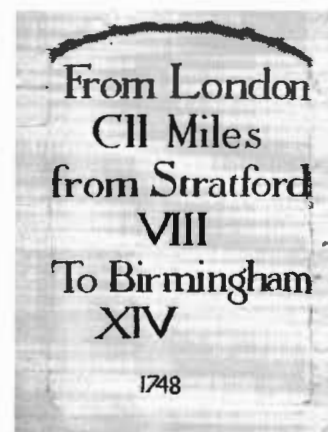 From London
CII Miles
from Stratford
VIII
To Birmingham
XIV
1748